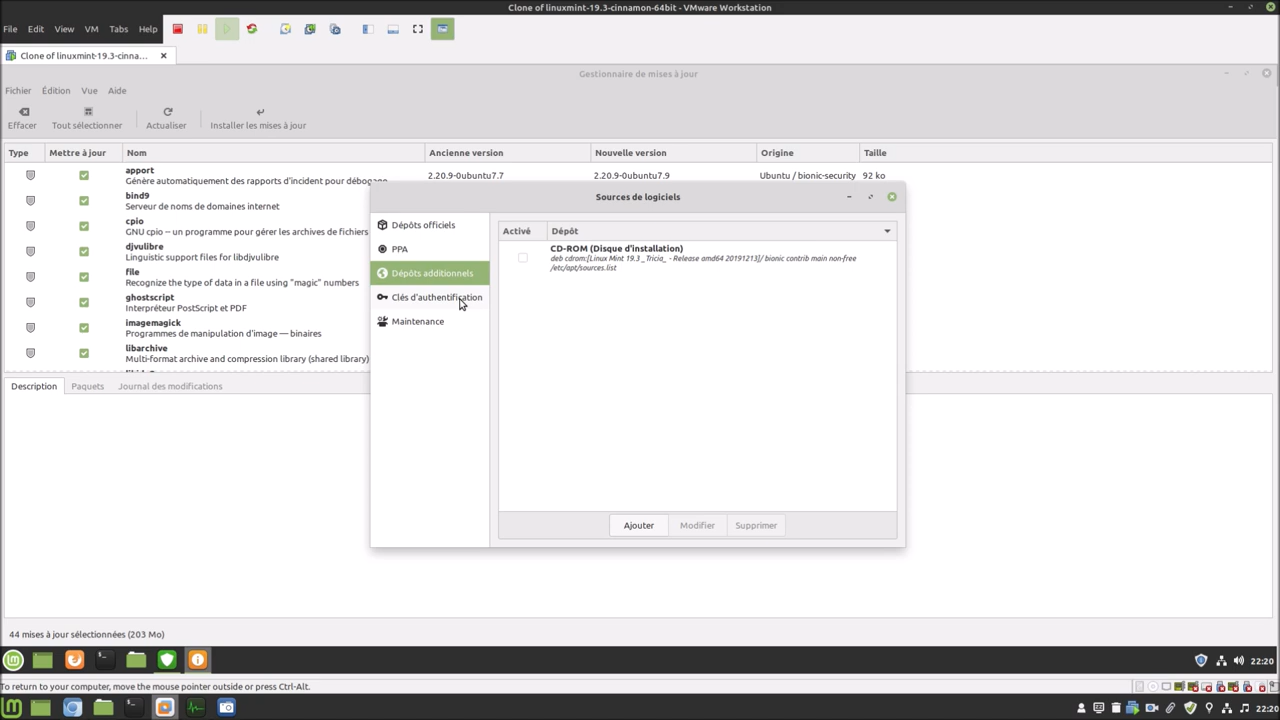 Clone of linuxmint-19.3-cinnamon-64bit - VMware Workstation
File Edit View VM Tabs Help
Clone of linuxmint-19.3-cinna...
Gestionnaire de mises à jour
Fichier Édition Vue Aide
Effacer Tout sélectionner Actualiser Installer les mises à jour
Type Mettre à jour Nom Ancienne version Nouvelle version Origine Taille
apport
Génère automatiquement des rapports d'incident pour débogage 2.20.9-0ubuntu7.7 2.20.9-0ubuntu7.9 Ubuntu / bionic-security 92 ko
bind9
Serveur de noms de domaines internet
cpio
GNU cpio -- un programme pour gérer les archives de fichiers
djvulibre
Linguistic support files for libdjvulibre
file
Recognize the type of data in a file using "magic" numbers
ghostscript
Interpréteur PostScript et PDF
imagemagick
Programmes de manipulation d'image — binaires
libarchive
Multi-format archive and compression library (shared library)
Sources de logiciels
Dépôts officiels
PPA
Dépôts additionnels
Clés d'authentification
Maintenance
Activé Dépôt
CD-ROM (Disque d'installation)
deb cdrom:[Linux Mint 19.3 _Tricia_ - Release amd64 20191213]/ bionic contrib main non-free
/etc/apt/sources.list
Ajouter Modifier Supprimer
Description Paquets Journal des modifications
44 mises à jour sélectionnées (203 Mo)
22:20
To return to your computer, move the mouse pointer outside or press Ctrl-Alt.
22:20